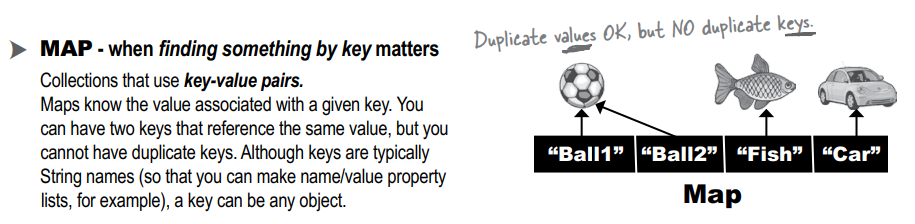 MAP - when finding something by key matters
Collections that use key-value pairs.
Maps know the value associated with a given key. You
can have two keys that reference the same value, but you
cannot have duplicate keys. Although keys are typically
String names (so that you can make name/value property
lists, for example), a key can be any object.
Duplicate values OK, but NO duplicate keys.
“Ball1” “Ball2” “Fish” “Car”
Map